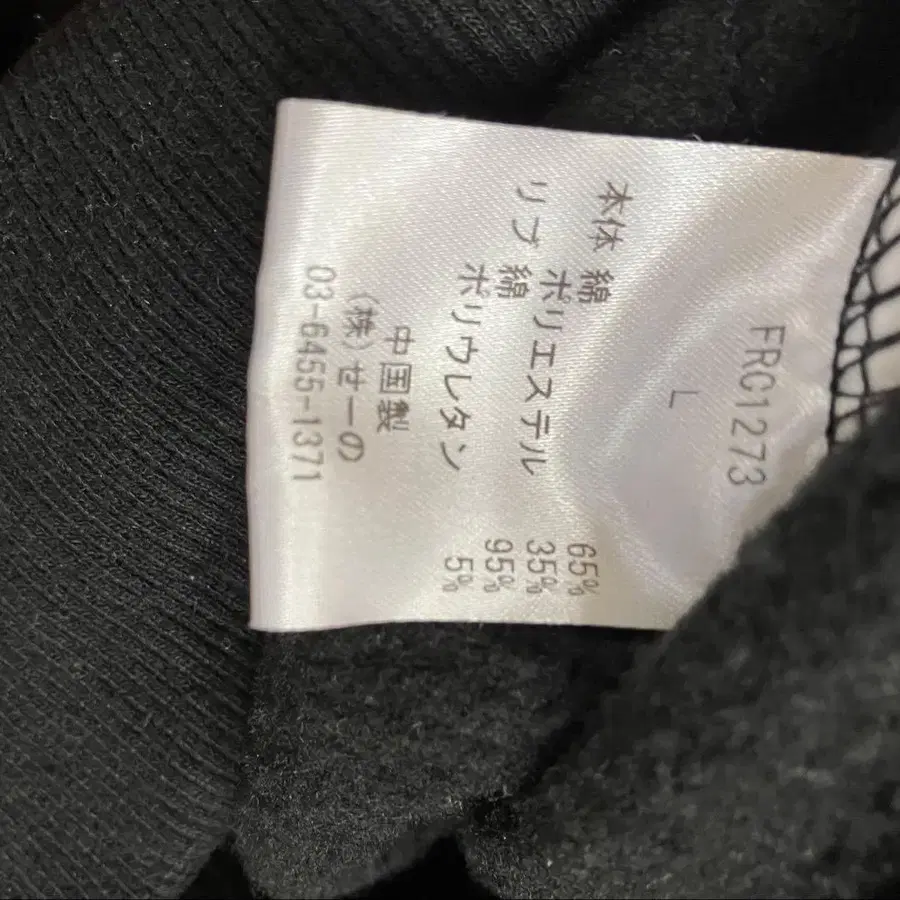 FRG1273
L
本体 綿 65%
ポリエステル 35%
リブ 綿 95%
ポリウレタン 5%
中国製
(株)せーの
03-6455-1371